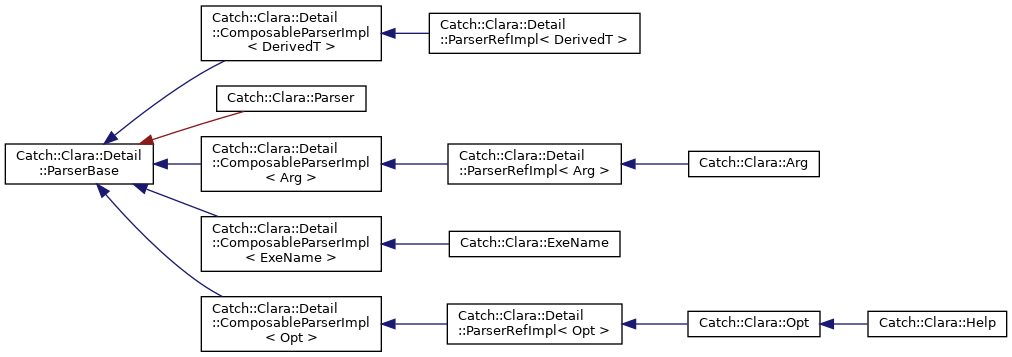 Catch::Clara::Detail
::ComposableParserImpl
< DerivedT >
Catch::Clara::Detail
::ParserRefImpl< DerivedT >
Catch::Clara::Parser
Catch::Clara::Detail
::ParserBase
Catch::Clara::Detail
::ComposableParserImpl
< Arg >
Catch::Clara::Detail
::ParserRefImpl< Arg >
Catch::Clara::Arg
Catch::Clara::Detail
::ComposableParserImpl
< ExeName >
Catch::Clara::ExeName
Catch::Clara::Detail
::ComposableParserImpl
< Opt >
Catch::Clara::Detail
::ParserRefImpl< Opt >
Catch::Clara::Opt
Catch::Clara::Help